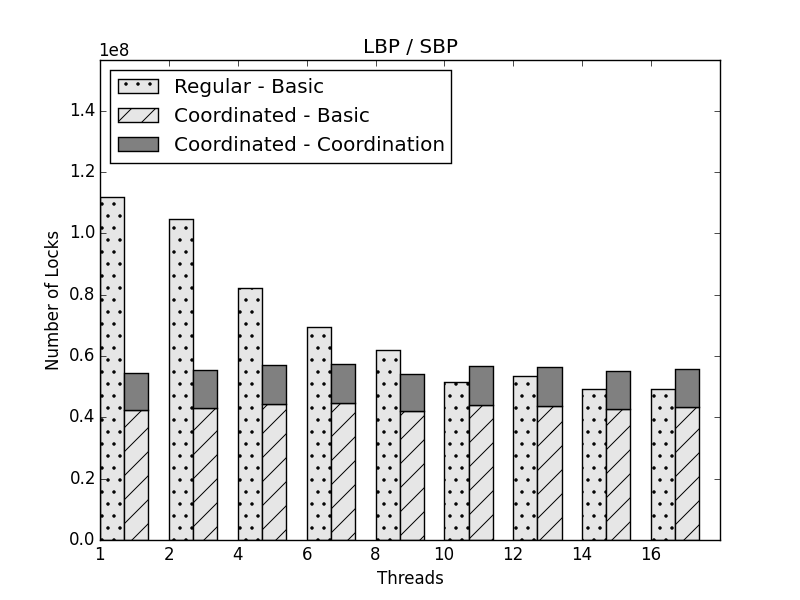 LBP / SBP
1e8
Regular - Basic
Coordinated - Basic
Coordinated - Coordination
1.4
1.2
1.0
0.8
0.6
0.4
0.2
0.0
Number of Locks
1 2 4 6 8 10 12 14 16
Threads